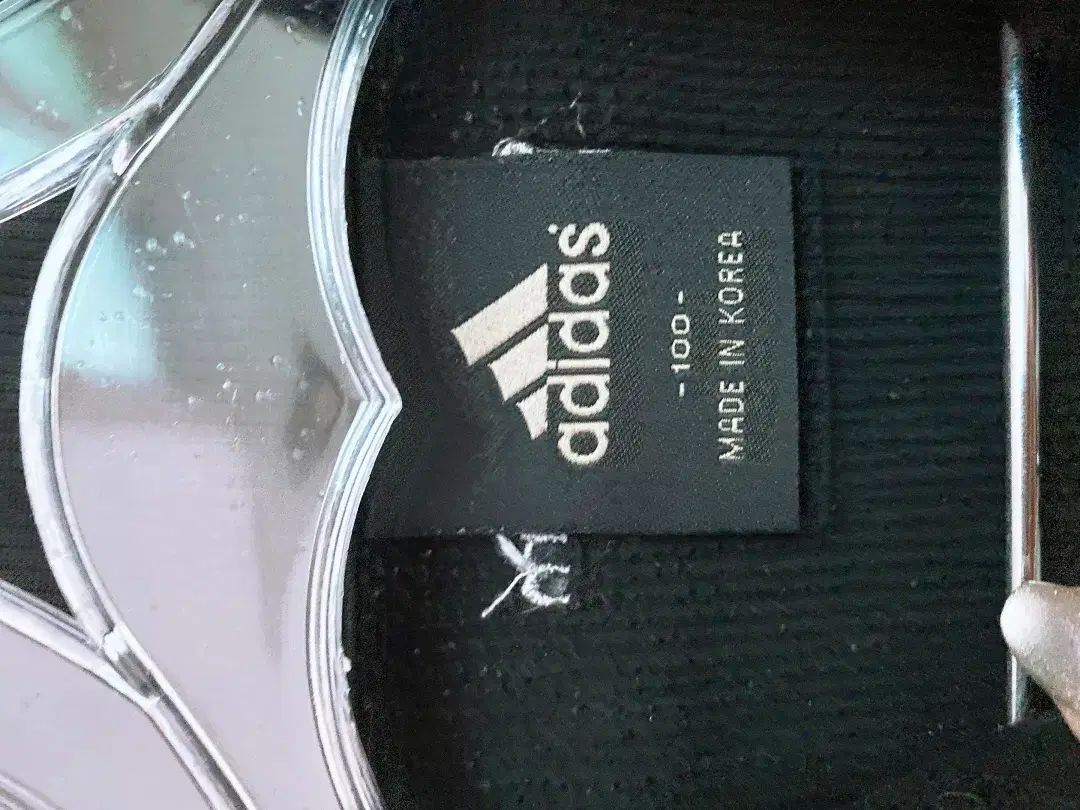 adidas
-100-
MADE IN KOREA